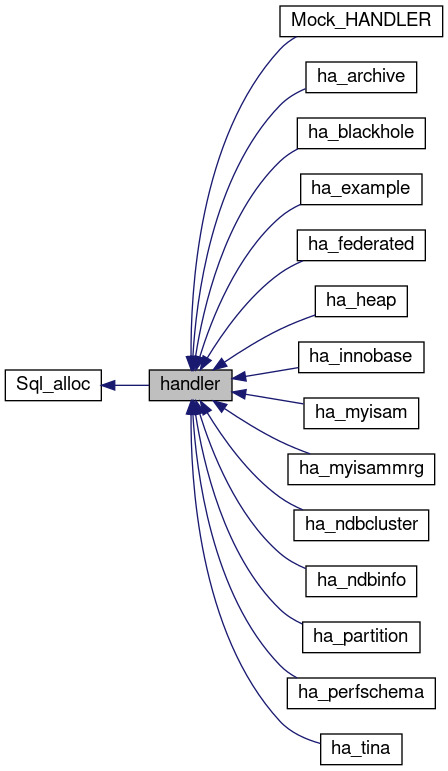 Mock_HANDLER
ha_archive
ha_blackhole
ha_example
ha_federated
ha_heap
ha_innobase
Sql_alloc
handler
ha_myisam
ha_myisammrg
ha_ndbcluster
ha_ndbinfo
ha_partition
ha_perfschema
ha_tina